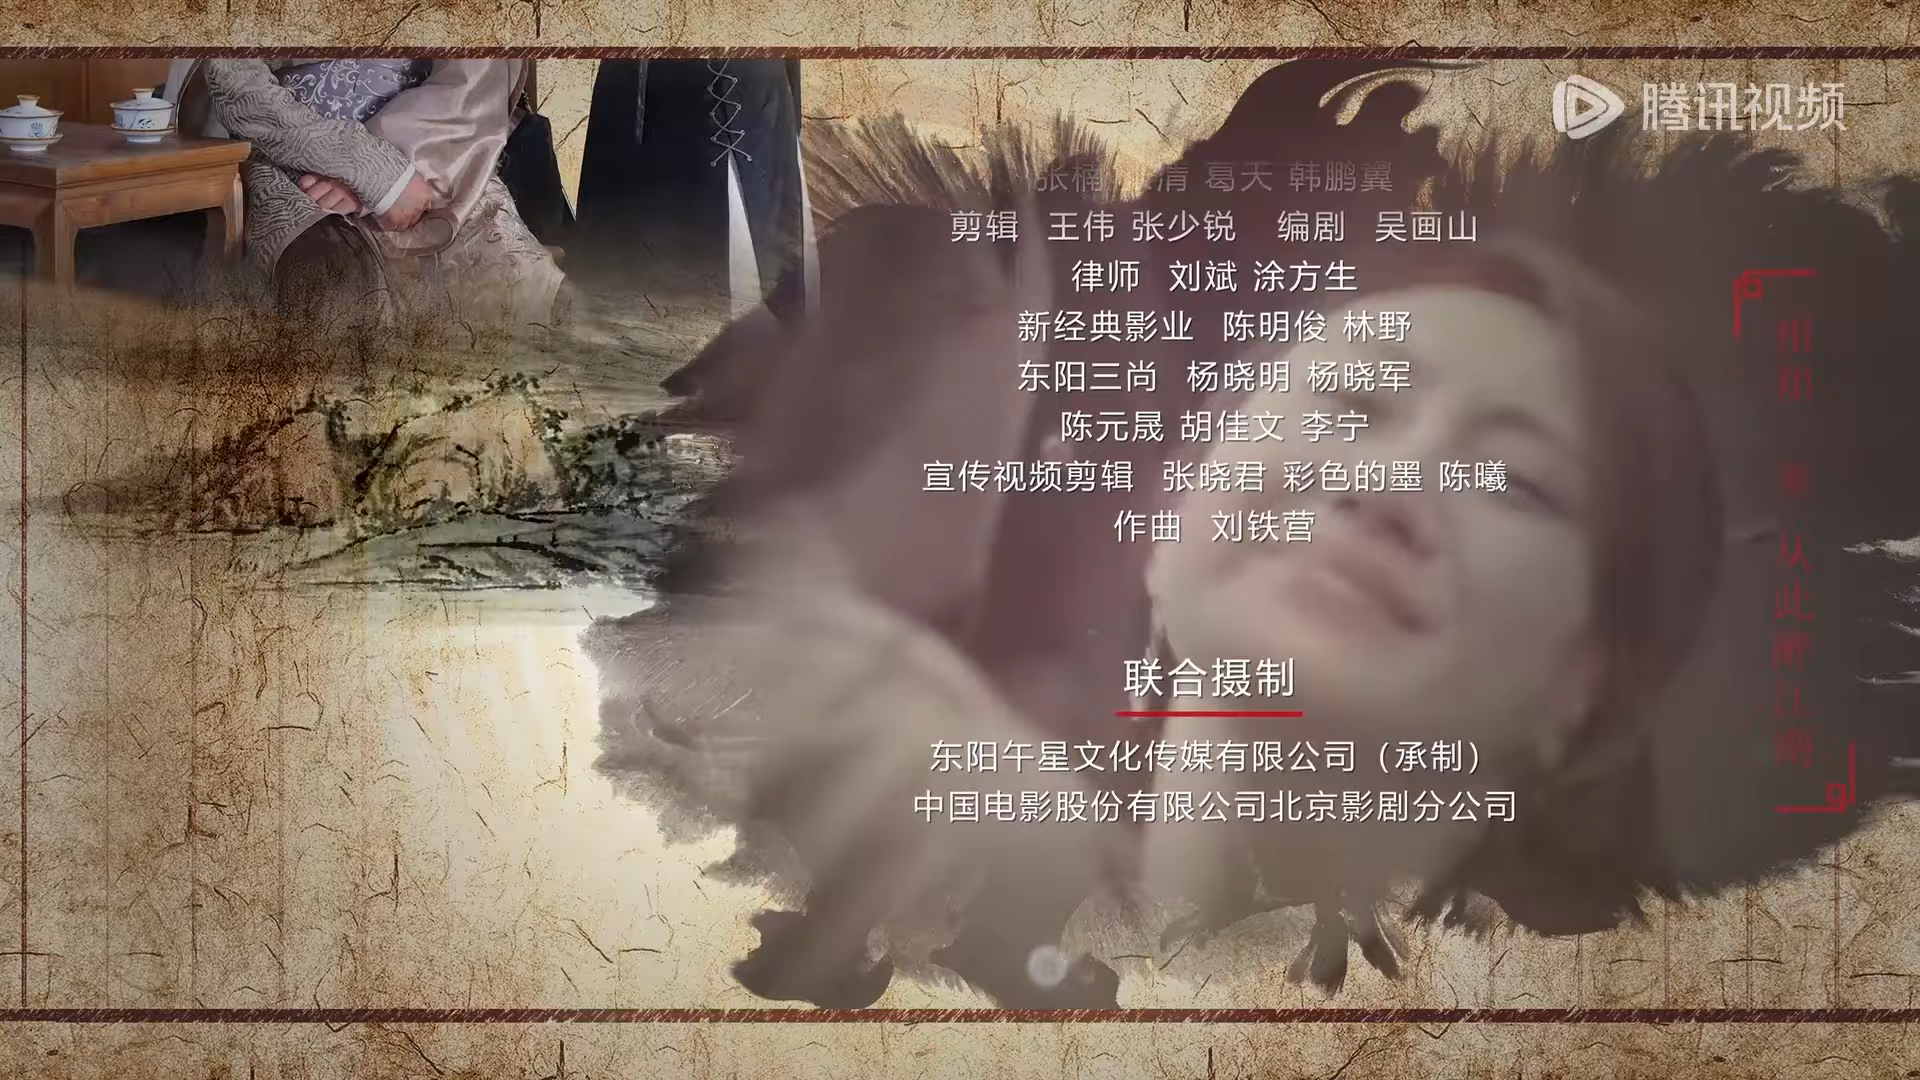 腾讯视频
张楠 清 葛天 韩鹏翼
剪辑 王伟 张少锐 编剧 吴画山
律师 刘斌 涂方生
新经典影业 陈明俊 林野
东阳三尚 杨晓明 杨晓军
陈元晟 胡佳文 李宁
宣传视频剪辑 张晓君 彩色的墨 陈曦
作曲 刘铁营
联合摄制
东阳午星文化传媒有限公司（承制）
中国电影股份有限公司北京影剧分公司
从此醉江湖